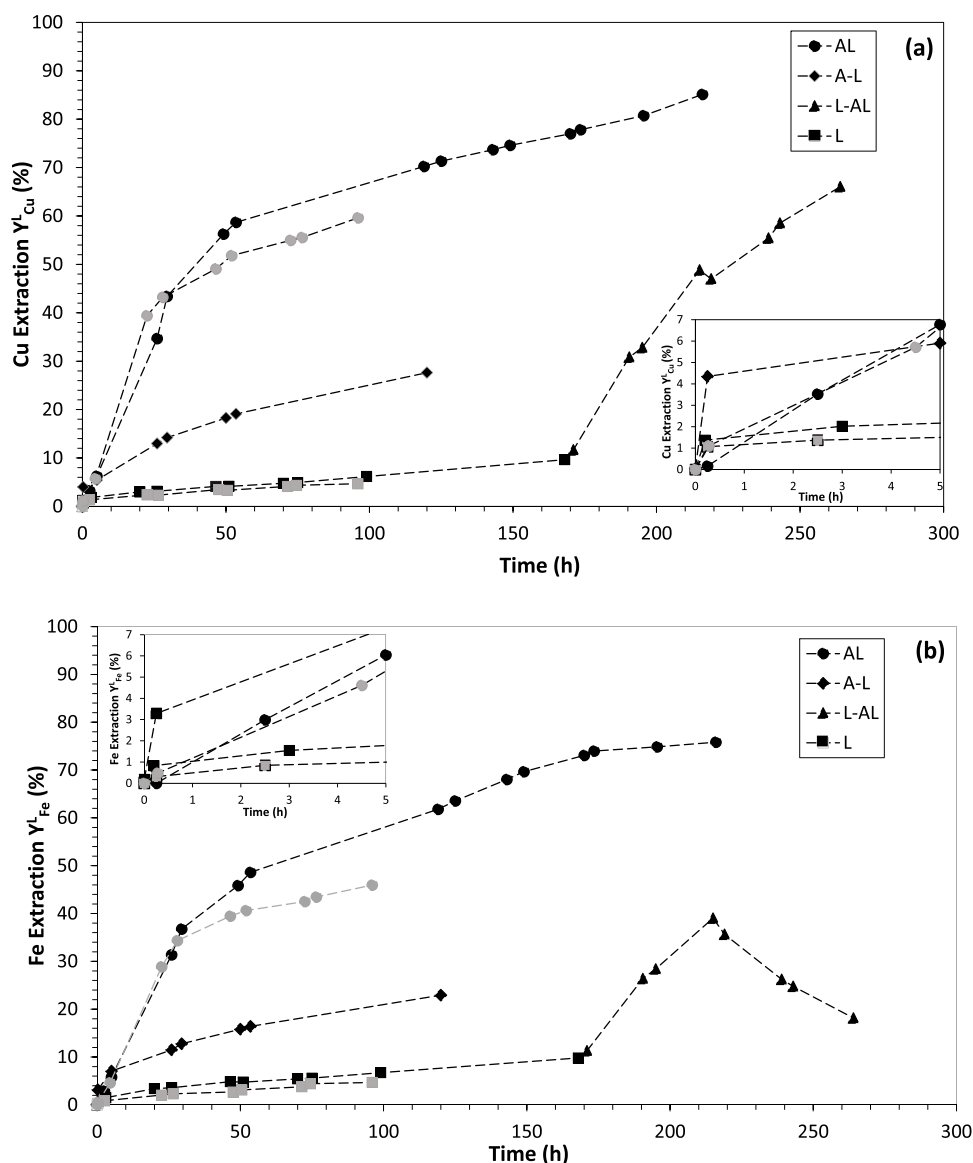 (a)
AL
A-L
L-AL
L
100
90
80
70
60
50
40
30
20
10
0
Cu Extraction Y^L_Cu (%)
0 50 100 150 200 250 300
Time (h)
7
6
5
4
3
2
1
0
Cu Extraction Y^L_Cu (%)
0 1 2 3 4 5
Time (h)
(b)
AL
A-L
L-AL
L
100
90
80
70
60
50
40
30
20
10
0
Fe Extraction Y^L_Fe (%)
0 50 100 150 200 250 300
Time (h)
7
6
5
4
3
2
1
0
Fe Extraction Y^L_Fe (%)
0 1 2 3 4 5
Time (h)